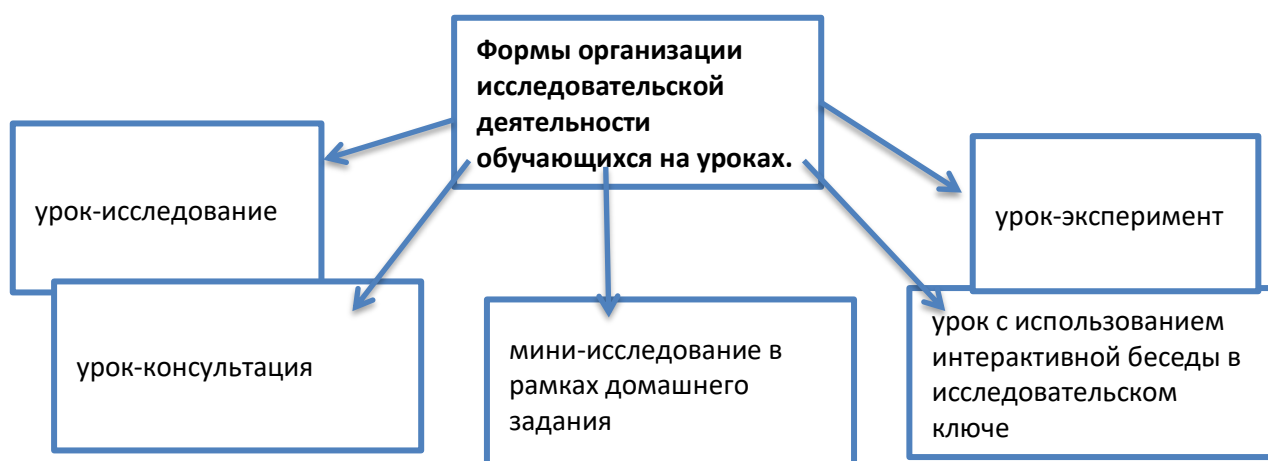 Формы организации
исследовательской
деятельности
обучающихся на уроках.
урок-исследование
урок-эксперимент
урок-консультация
мини-исследование в
рамках домашнего
задания
урок с использованием
интерактивной беседы в
исследовательском
ключе